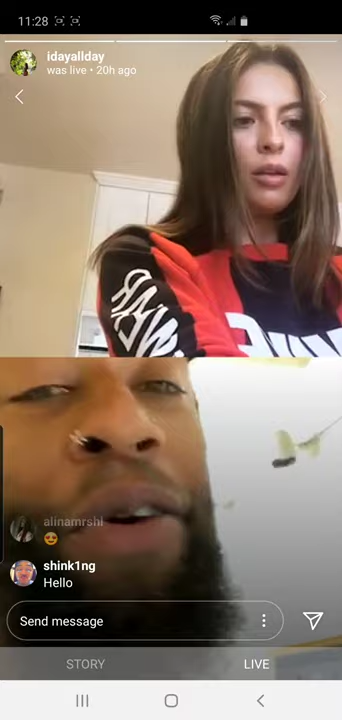 11:28
idayallday
was live • 20h ago
alinamrshl
😍
shink1ng
Hello
Send message
STORY
LIVE